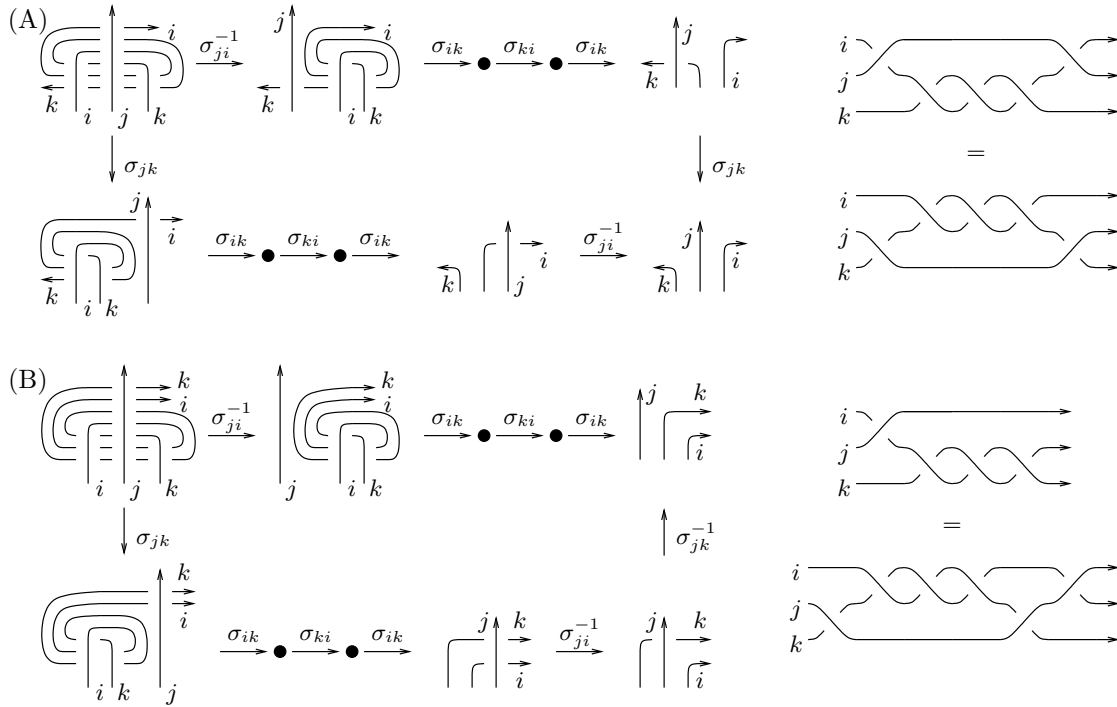 (A)
i σ_{ji}^{-1} j i σ_{ik} σ_{ki} σ_{ik} j i
k i j k k i k k i j
k
σ_{jk} σ_{jk} =
j j i
i σ_{ik} σ_{ki} σ_{ik} i σ_{ji}^{-1} j i j
k i k k j k k
(B)
k k
i σ_{ji}^{-1} i σ_{ik} σ_{ki} σ_{ik} j k i
i j k j i k i j
k
σ_{jk} σ_{jk}^{-1} =
k i
i σ_{ik} σ_{ki} σ_{ik} j k σ_{ji}^{-1} j k j
i k j i i k